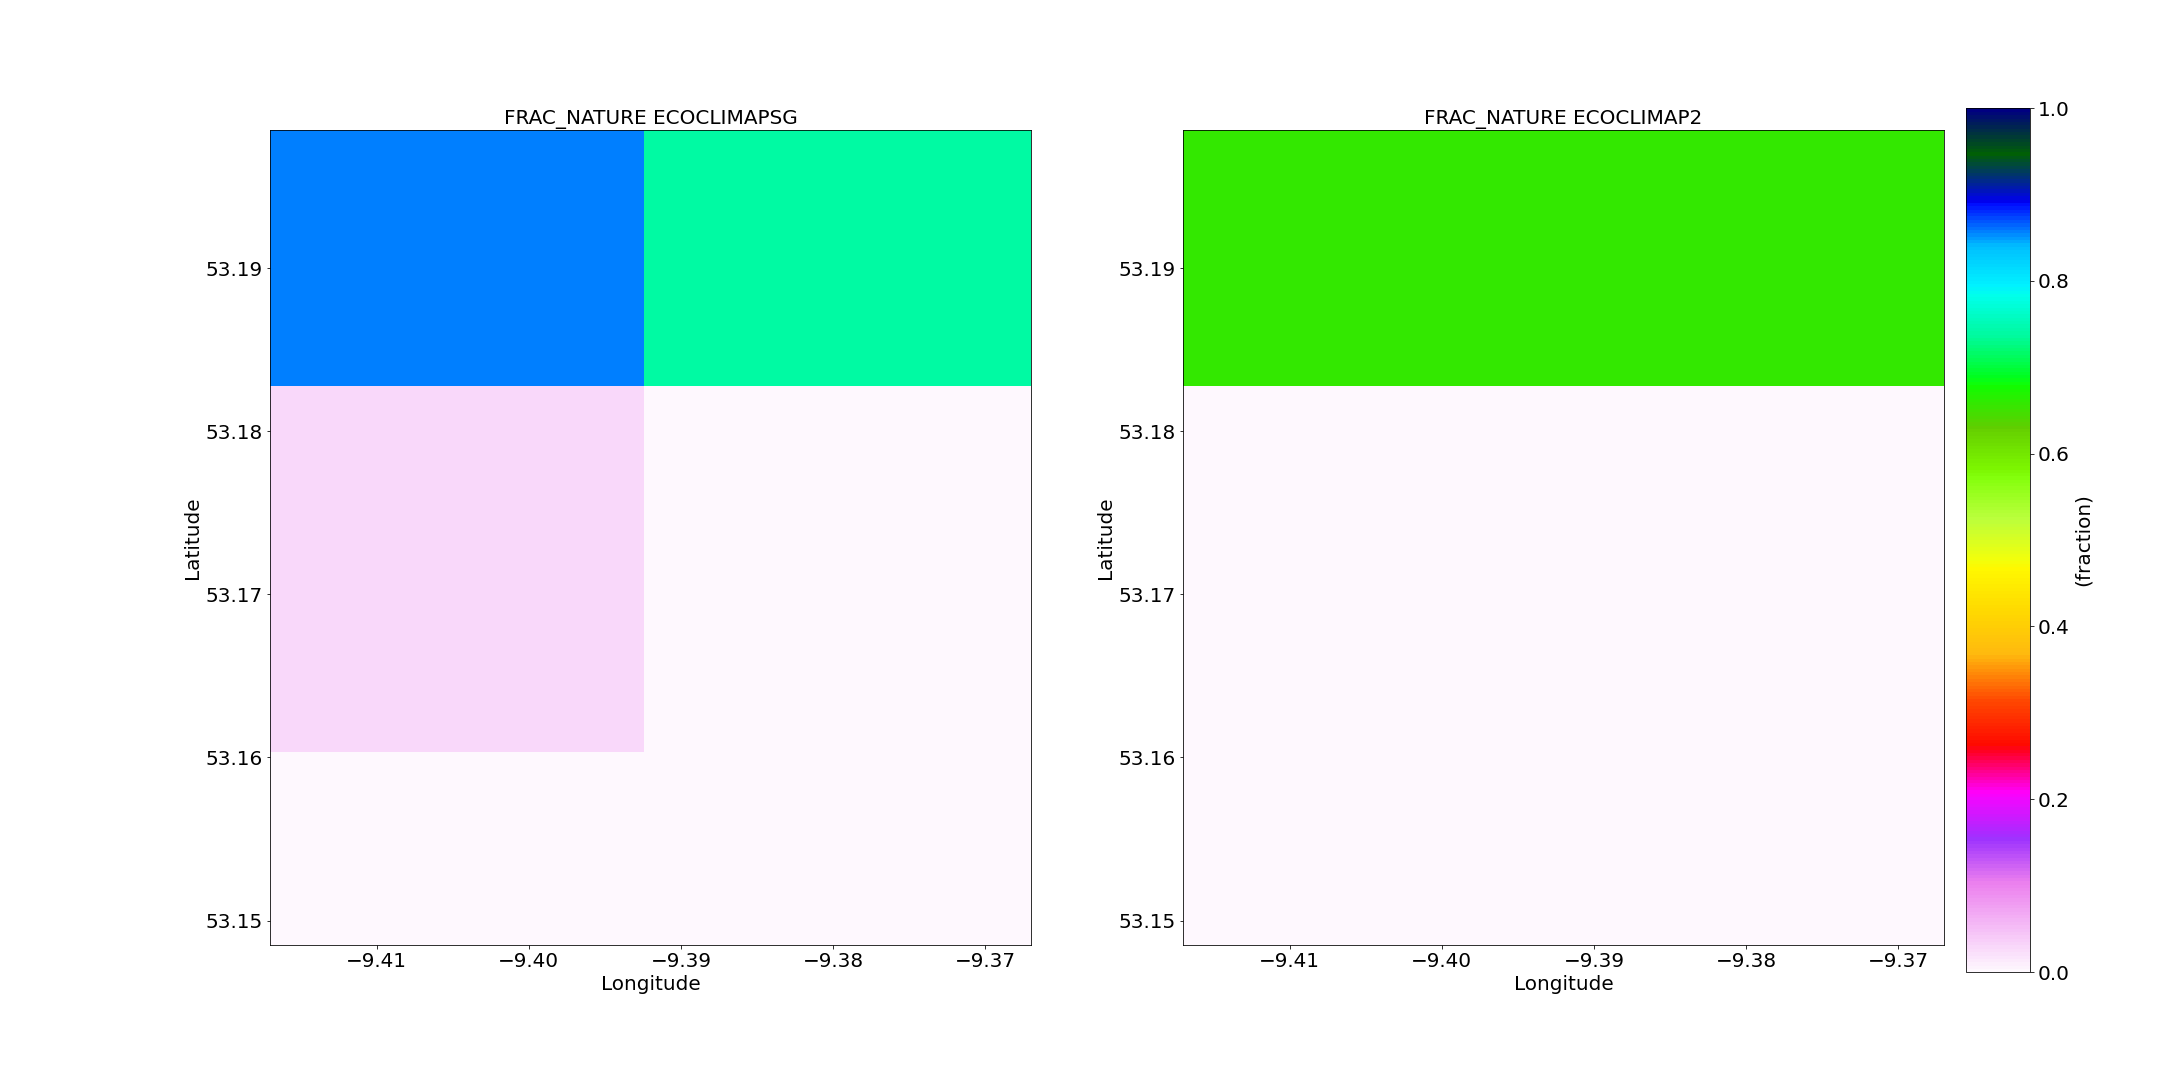 FRAC_NATURE ECOCLIMAPSG
53.19
53.18
53.17
53.16
53.15
Latitude
−9.41 −9.40 −9.39 −9.38 −9.37
Longitude
FRAC_NATURE ECOCLIMAP2
53.19
53.18
53.17
53.16
53.15
Latitude
−9.41 −9.40 −9.39 −9.38 −9.37
Longitude
1.0
0.8
0.6
0.4
0.2
0.0
(fraction)